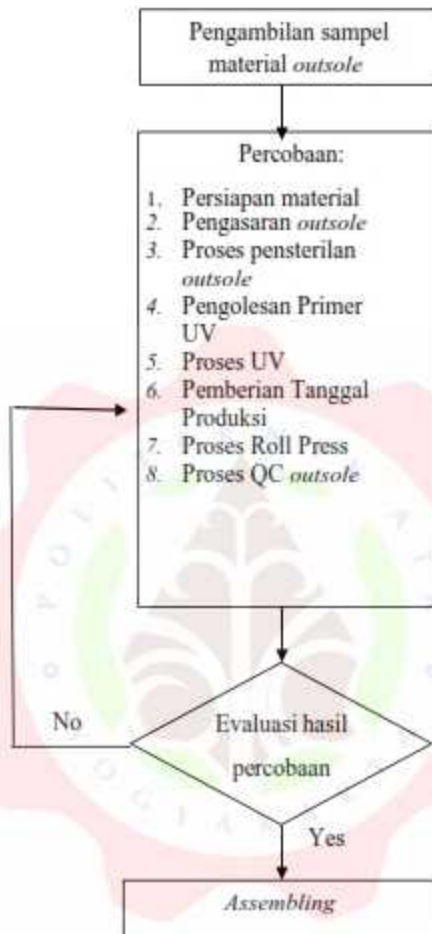 Pengambilan sampel
material outsole
Percobaan:
1. Persiapan material
2. Pengasaran outsole
3. Proses pensterilan
outsole
4. Pengolesan Primer
UV
5. Proses UV
6. Pemberian Tanggal
Produksi
7. Proses Roll Press
8. Proses QC outsole
No
Evaluasi hasil
percobaan
Yes
Assembling